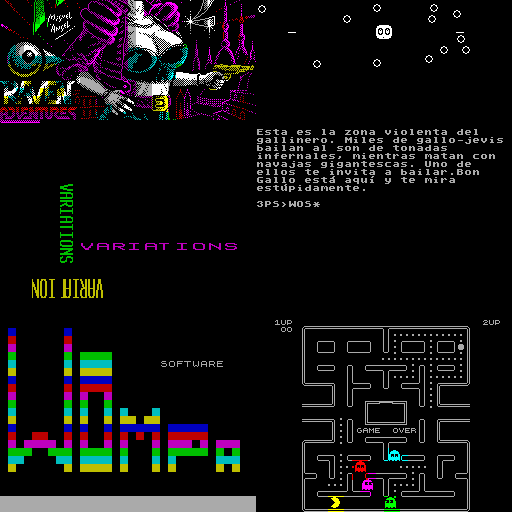 Miguel
Angel
Esta es la zona violenta del
gallinero. Miles de gallo-jevis
bailan al son de tonadas
infernales, mientras matan con
navajas gigantescas. Uno de
ellos te invita a bailar.Bon
Gallo está aquí y te mira
estúpidamente.
3PS>WOS*
VARIATIONS
VARIATIONS
VARIATION
SOFTWARE
1UP
00
2UP
GAME OVER